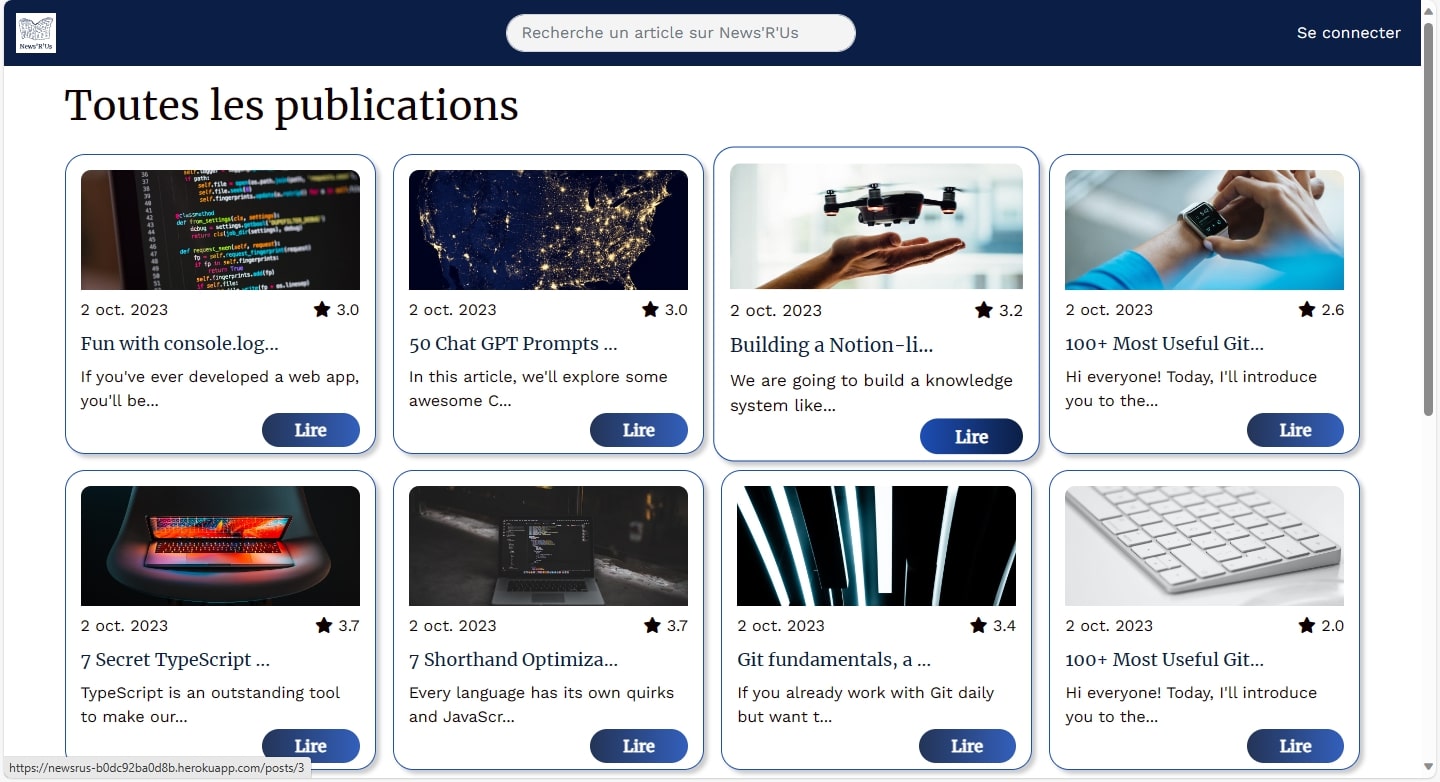 News'R'Us
Recherche un article sur News'R'Us
Se connecter
Toutes les publications
2 oct. 2023
3.0
Fun with console.log...
If you've ever developed a web app,
you'll be...
Lire
2 oct. 2023
3.0
50 Chat GPT Prompts ...
In this article, we'll explore some
awesome C...
Lire
2 oct. 2023
3.2
Building a Notion-li...
We are going to build a knowledge
system like...
Lire
2 oct. 2023
2.6
100+ Most Useful Git...
Hi everyone! Today, I'll introduce
you to the...
Lire
2 oct. 2023
3.7
7 Secret TypeScript ...
TypeScript is an outstanding tool
to make our...
Lire
2 oct. 2023
3.7
7 Shorthand Optimiza...
Every language has its own quirks
and JavaScr...
Lire
2 oct. 2023
3.4
Git fundamentals, a ...
If you already work with Git daily
but want t...
Lire
2 oct. 2023
2.0
100+ Most Useful Git...
Hi everyone! Today, I'll introduce
you to the...
Lire
https://newsrus-b0dc92ba0d8b.herokuapp.com/posts/3